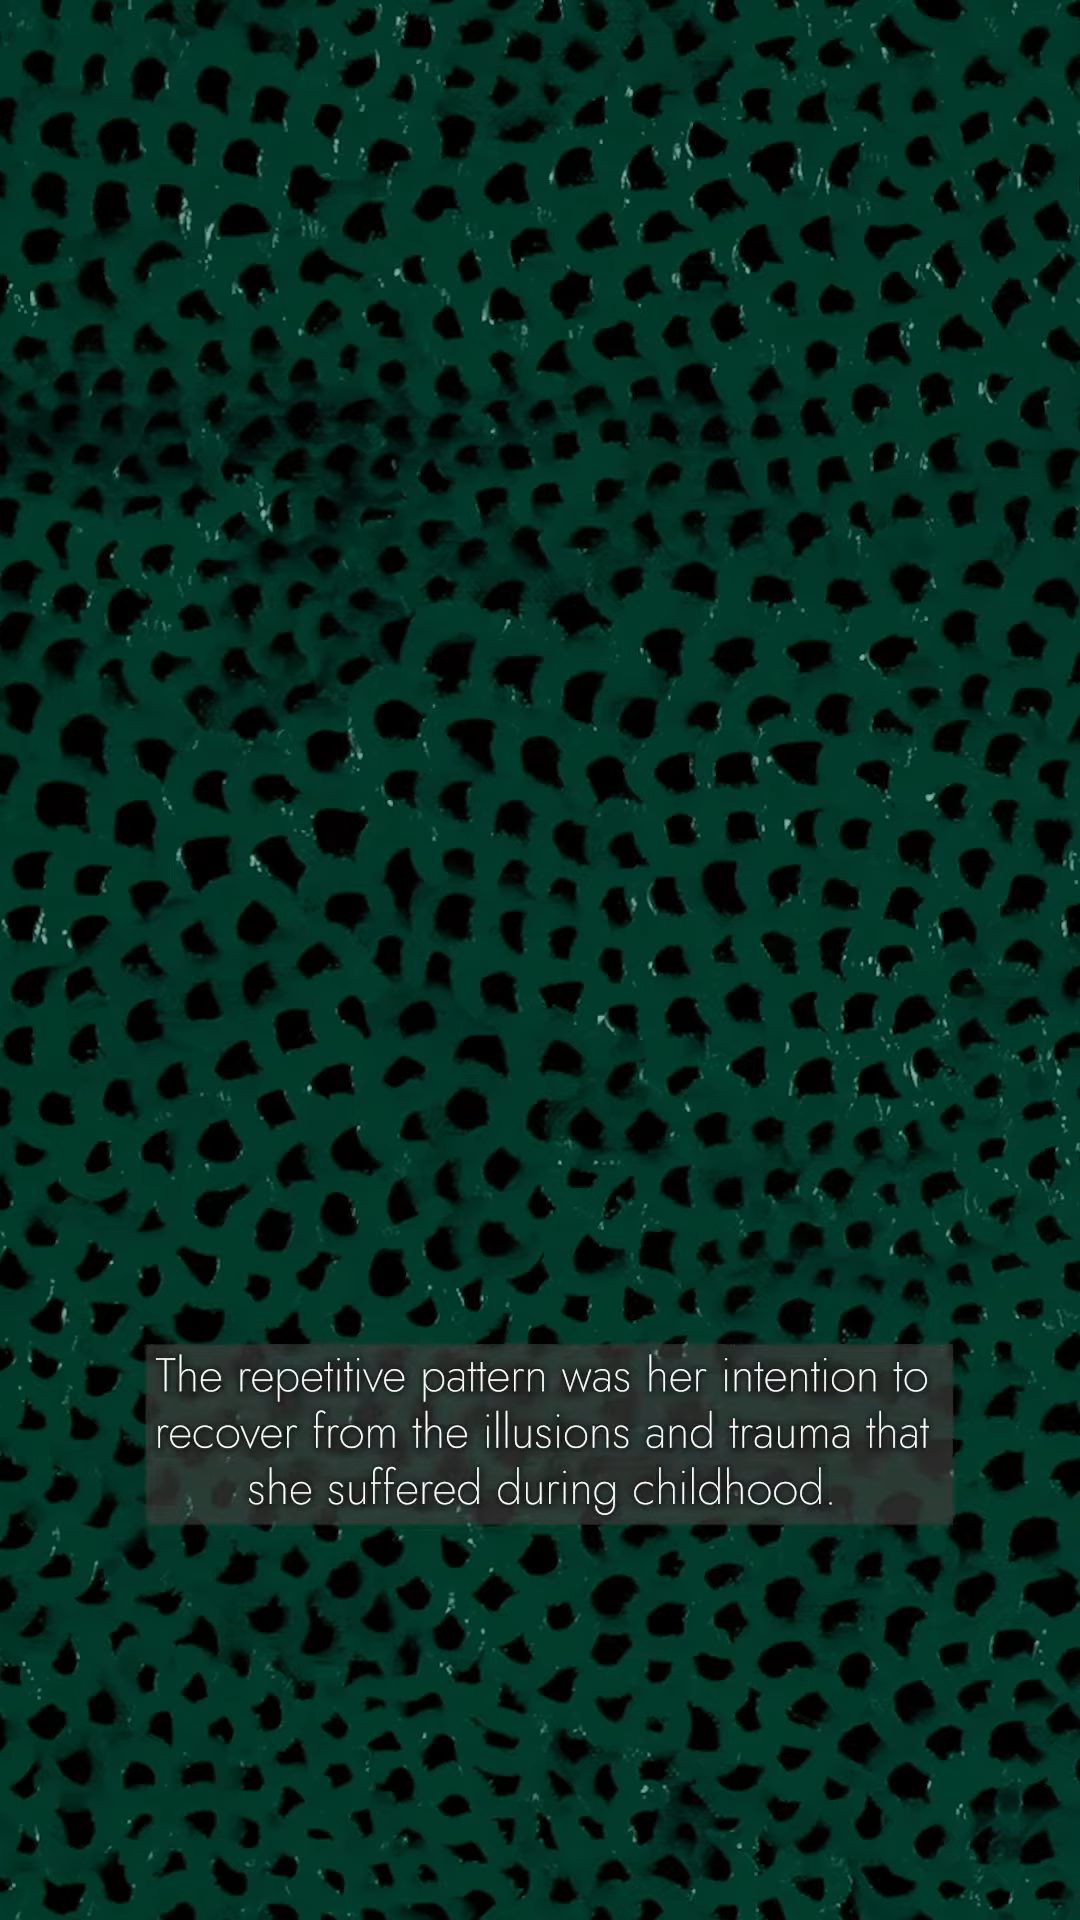 The repetitive pattern was her intention to
recover from the illusions and trauma that
she suffered during childhood.